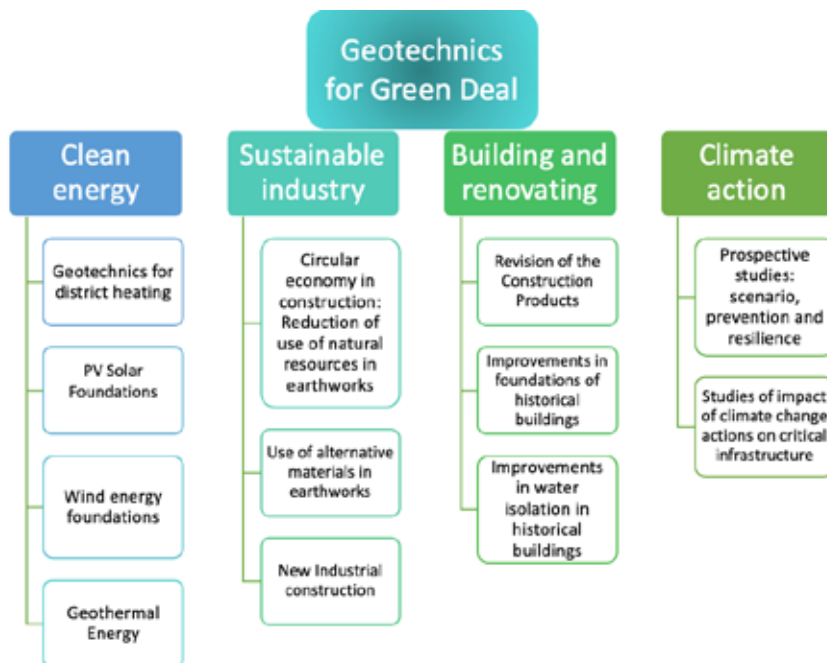 Geotechnics
for Green Deal
Clean
energy
Geotechnics for
district heating
PV Solar
Foundations
Wind energy
foundations
Geothermal
Energy
Sustainable
industry
Circular
economy in
construction:
Reduction of
use of natural
resources in
earthworks
Use of alternative
materials in
earthworks
New Industrial
construction
Building and
renovating
Revision of the
Construction
Products
Improvements in
foundations of
historical
buildings
Improvements
in water
isolation in
historical
buildings
Climate
action
Prospective
studies:
scenario,
prevention and
resilience
Studies of impact
of climate change
actions on critical
infrastructure